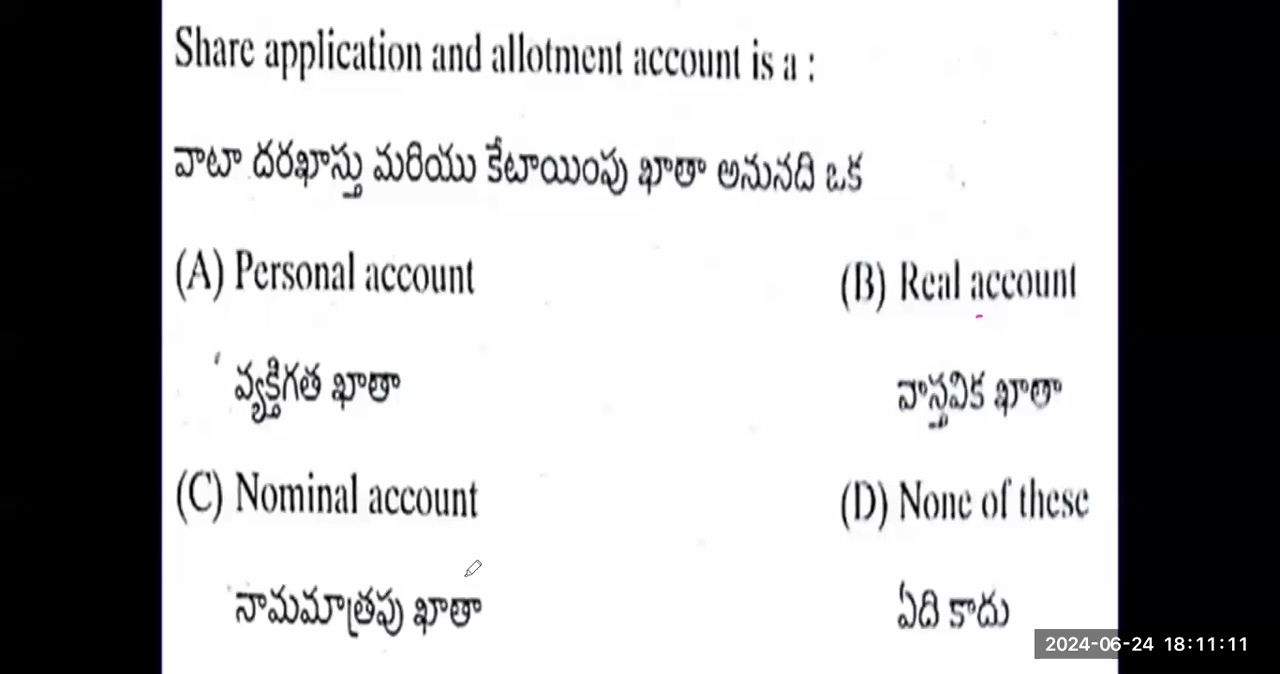 Share application and allotment account is a :
వాటా దరఖాస్తు మరియు కేటాయింపు ఖాతా అనునది ఒక
(A) Personal account (B) Real account
వ్యక్తిగత ఖాతా వాస్తవిక ఖాతా
(C) Nominal account (D) None of these
నామమాత్రపు ఖాతా ఏది కాదు
2024-06-24 18:11:11